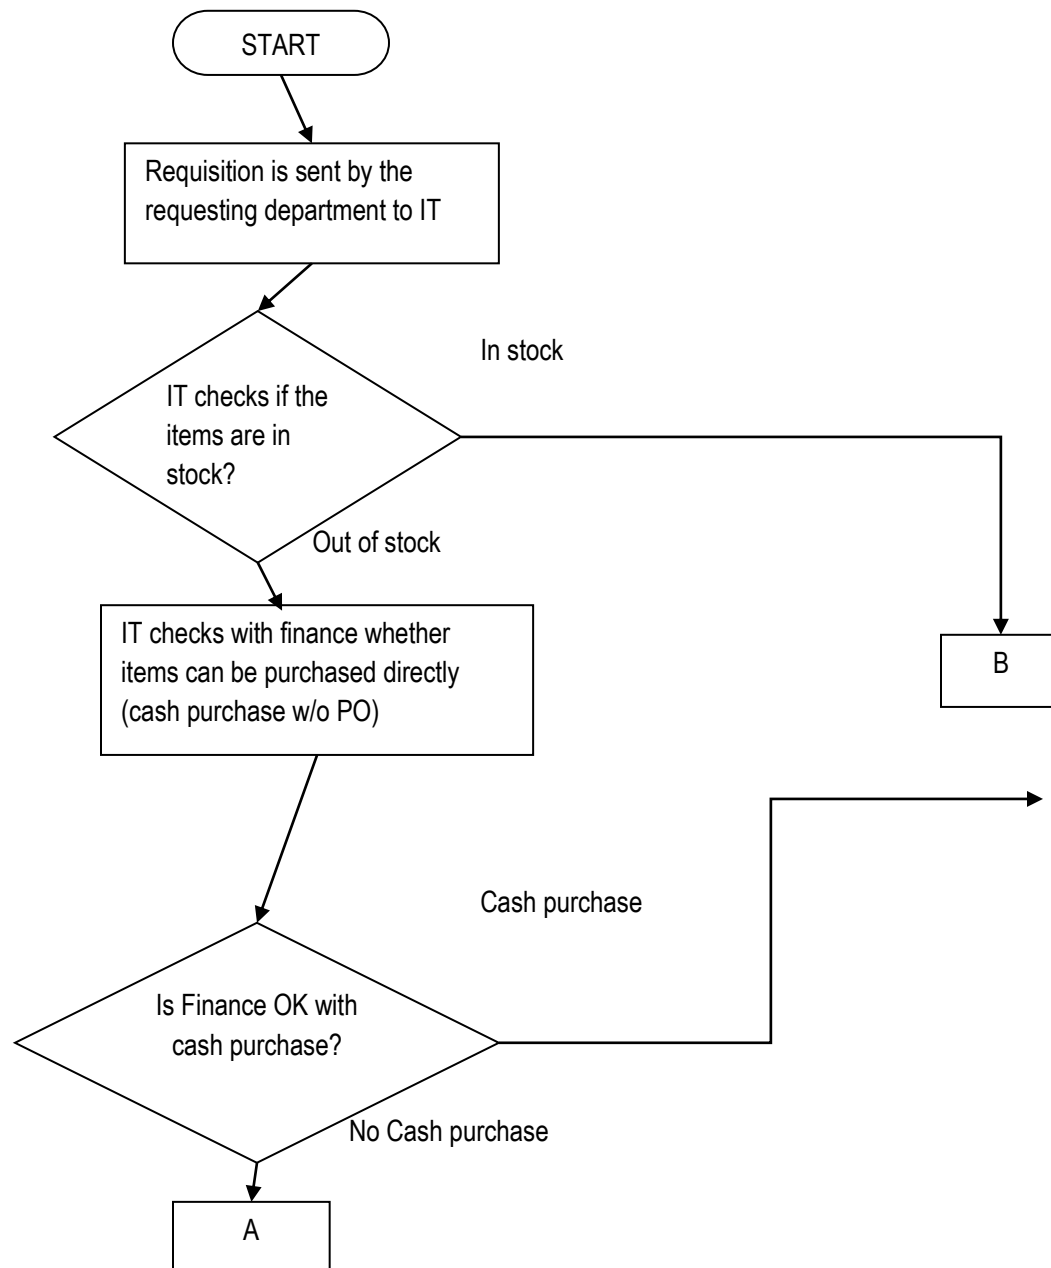 START
Requisition is sent by the
requesting department to IT
In stock
IT checks if the
items are in
stock?
Out of stock
IT checks with finance whether
items can be purchased directly
(cash purchase w/o PO)
B
Cash purchase
Is Finance OK with
cash purchase?
No Cash purchase
A